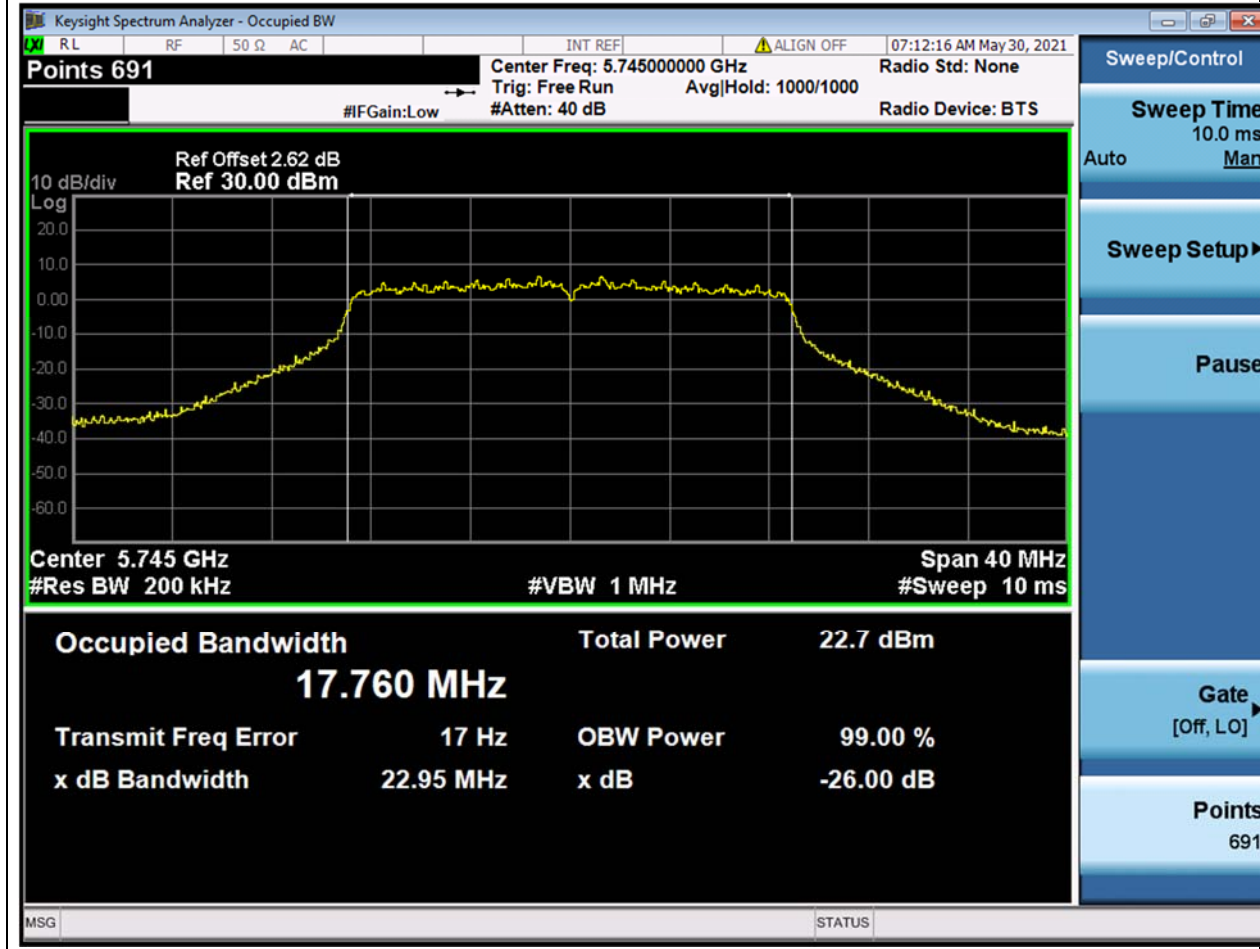 Keysight Spectrum Analyzer - Occupied BW
LXI RL RF 50 Ω AC INT REF ALIGN OFF 07:12:16 AM May 30, 2021
Points 691
Center Freq: 5.745000000 GHz Radio Std: None
Trig: Free Run Avg|Hold: 1000/1000
#IFGain:Low #Atten: 40 dB Radio Device: BTS
Ref Offset 2.62 dB
10 dB/div Ref 30.00 dBm
Log
20.0
10.0
0.00
-10.0
-20.0
-30.0
-40.0
-50.0
-60.0
Center 5.745 GHz Span 40 MHz
#Res BW 200 kHz #VBW 1 MHz #Sweep 10 ms
Occupied Bandwidth Total Power 22.7 dBm
17.760 MHz
Transmit Freq Error 17 Hz OBW Power 99.00 %
x dB Bandwidth 22.95 MHz x dB -26.00 dB
MSG STATUS
Sweep/Control
Sweep Time
10.0 ms
Auto Man
Sweep Setup
Pause
Gate
[Off, LO]
Points
691